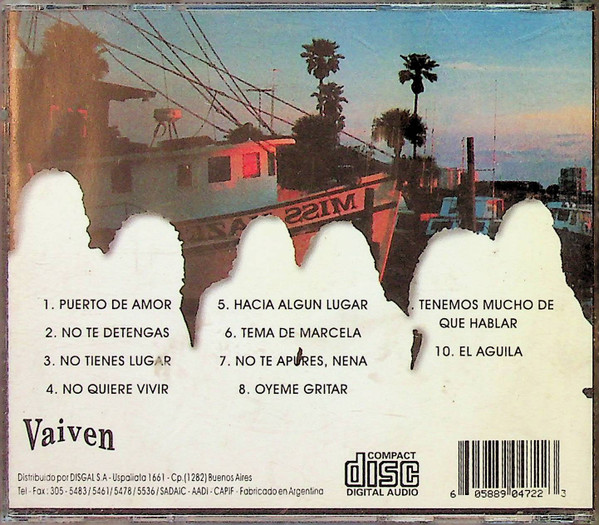 MISS
1. PUERTO DE AMOR
2. NO TE DETENGAS
3. NO TIENES LUGAR
4. NO QUIERE VIVIR
5. HACIA ALGUN LUGAR
6. TEMA DE MARCELA
7. NO TE APURES, NENA
8. OYEME GRITAR
TENEMOS MUCHO DE
QUE HABLAR
10. EL AGUILA
Vaiven
Distribuido por DISGAL S.A - Uspallata 1661 - Cp.(1282) Buenos Aires
Tel - Fax : 305 - 5483 / 5461/ 5478 / 5536 / SADAIC - AADI - CAPIF - Fabricado en Argentina
COMPACT
disc
DIGITAL AUDIO
6 05889 04722 3